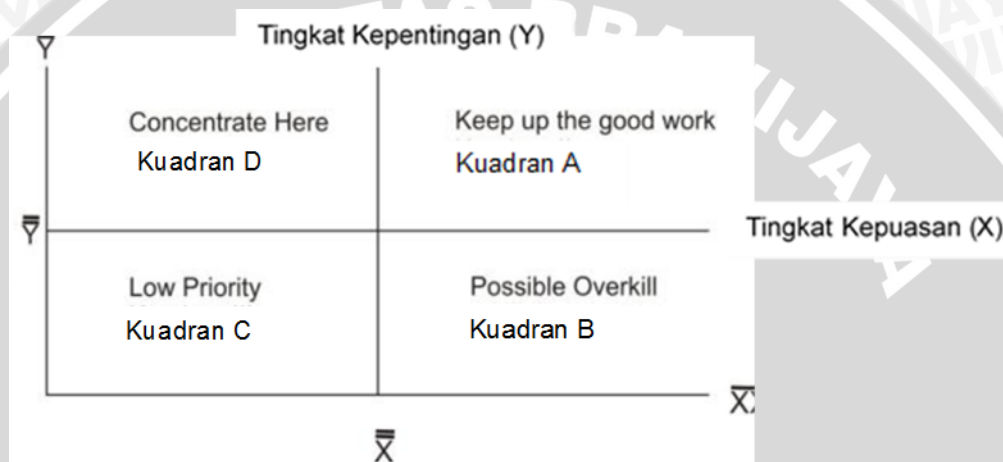 Tingkat Kepentingan (Y)
Y̅
Concentrate Here
Kuadran D
Keep up the good work
Kuadran A
Y̿
Tingkat Kepuasan (X)
Low Priority
Kuadran C
Possible Overkill
Kuadran B
X̅
X̿